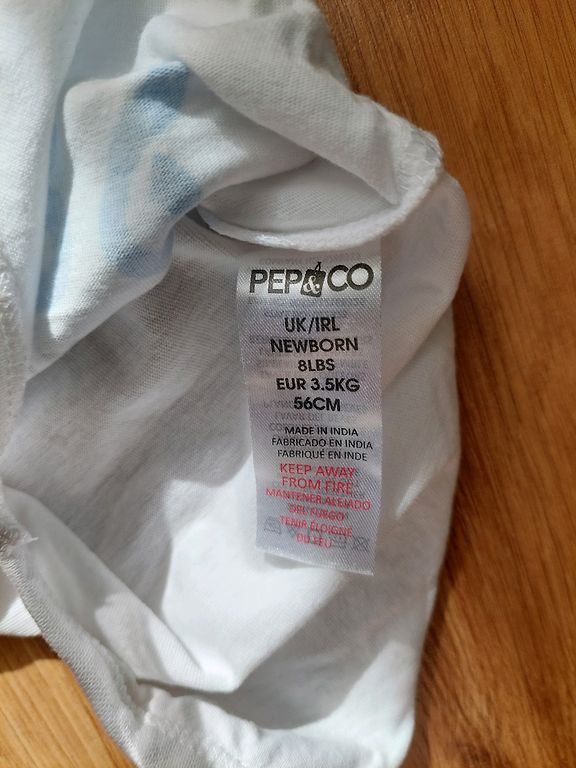 PEP&CO
UK/IRL
NEWBORN
8LBS
EUR 3.5KG
56CM
MADE IN INDIA
FABRICADO EN INDIA
FABRIQUÉ EN INDE
KEEP AWAY
FROM FIRE
MANTENER ALEJADO
DEL FUEGO
TENIR ÉLOIGNÉ
DU FEU